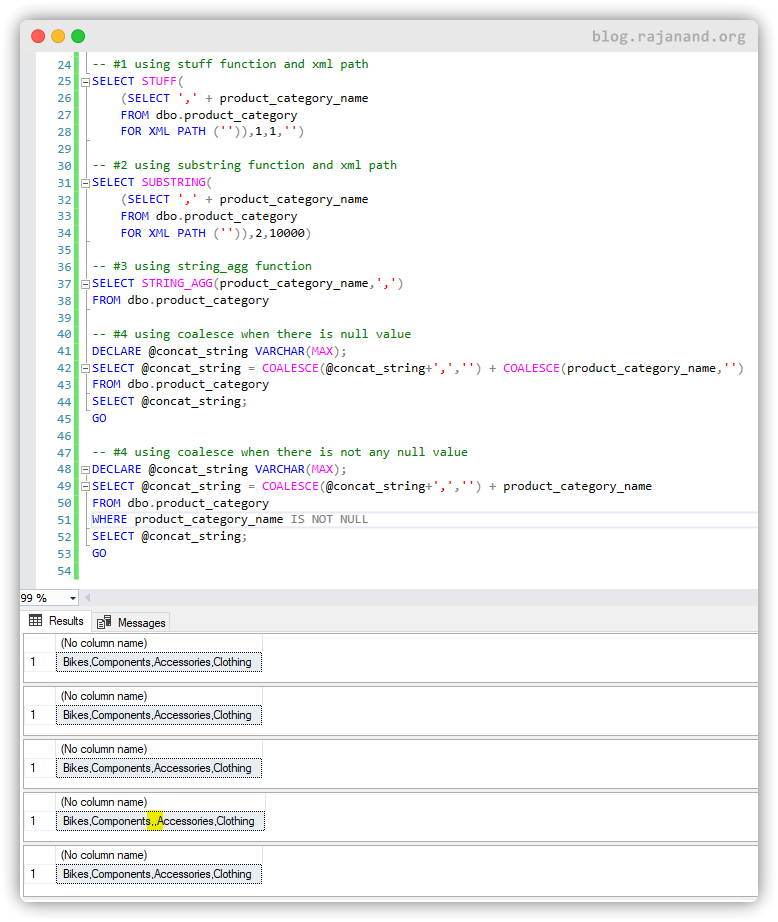 blog.rajanand.org
24 -- #1 using stuff function and xml path
25 SELECT STUFF(
26     (SELECT ',' + product_category_name
27     FROM dbo.product_category
28     FOR XML PATH ('')),1,1,'')
29
30 -- #2 using substring function and xml path
31 SELECT SUBSTRING(
32     (SELECT ',' + product_category_name
33     FROM dbo.product_category
34     FOR XML PATH ('')),2,10000)
35
36 -- #3 using string_agg function
37 SELECT STRING_AGG(product_category_name,',')
38 FROM dbo.product_category
39
40 -- #4 using coalesce when there is null value
41 DECLARE @concat_string VARCHAR(MAX);
42 SELECT @concat_string = COALESCE(@concat_string+',','') + COALESCE(product_category_name,'')
43 FROM dbo.product_category
44 SELECT @concat_string;
45 GO
46
47 -- #4 using coalesce when there is not any null value
48 DECLARE @concat_string VARCHAR(MAX);
49 SELECT @concat_string = COALESCE(@concat_string+',','') + product_category_name
50 FROM dbo.product_category
51 WHERE product_category_name IS NOT NULL
52 SELECT @concat_string;
53 GO
54
99 %
Results Messages
(No column name)
1 Bikes,Components,Accessories,Clothing
(No column name)
1 Bikes,Components,Accessories,Clothing
(No column name)
1 Bikes,Components,Accessories,Clothing
(No column name)
1 Bikes,Components,,Accessories,Clothing
(No column name)
1 Bikes,Components,Accessories,Clothing